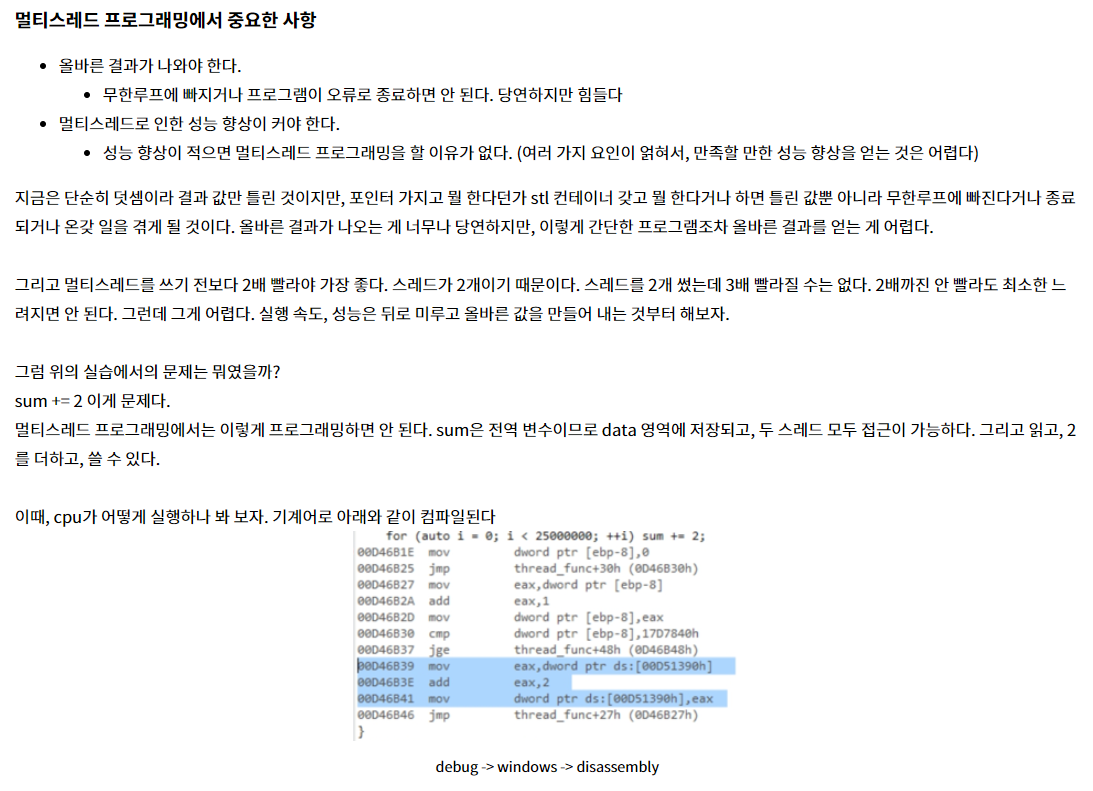 멀티스레드 프로그래밍에서 중요한 사항
• 올바른 결과가 나와야 한다.
• 무한루프에 빠지거나 프로그램이 오류로 종료하면 안 된다. 당연하지만 힘들다
• 멀티스레드로 인한 성능 향상이 커야 한다.
• 성능 향상이 적으면 멀티스레드 프로그래밍을 할 이유가 없다. (여러 가지 요인이 얽혀서, 만족할 만한 성능 향상을 얻는 것은 어렵다)
지금은 단순히 덧셈이라 결과 값만 틀린 것이지만, 포인터 가지고 뭘 한다던가 stl 컨테이너 갖고 뭘 한다거나 하면 틀린 값뿐 아니라 무한루프에 빠진다거나 종료
되거나 온갖 일을 겪게 될 것이다. 올바른 결과가 나오는 게 너무나 당연하지만, 이렇게 간단한 프로그램조차 올바른 결과를 얻는 게 어렵다.
그리고 멀티스레드를 쓰기 전보다 2배 빨라야 가장 좋다. 스레드가 2개이기 때문이다. 스레드를 2개 썼는데 3배 빨라질 수는 없다. 2배까진 안 빨라도 최소한 느
려지면 안 된다. 그런데 그게 어렵다. 실행 속도, 성능은 뒤로 미루고 올바른 값을 만들어 내는 것부터 해보자.
그럼 위의 실습에서의 문제는 뭐였을까?
sum += 2 이게 문제다.
멀티스레드 프로그래밍에서는 이렇게 프로그래밍하면 안 된다. sum은 전역 변수이므로 data 영역에 저장되고, 두 스레드 모두 접근이 가능하다. 그리고 읽고, 2
를 더하고, 쓸 수 있다.
이때, cpu가 어떻게 실행하나 봐 보자. 기계어로 아래와 같이 컴파일된다
for (auto i = 0; i < 25000000; ++i) sum += 2;
00D46B1E mov dword ptr [ebp-8],0
00D46B25 jmp thread_func+30h (0D46B30h)
00D46B27 mov eax,dword ptr [ebp-8]
00D46B2A add eax,1
00D46B2D mov dword ptr [ebp-8],eax
00D46B30 cmp dword ptr [ebp-8],17D7840h
00D46B37 jge thread_func+48h (0D46B48h)
00D46B39 mov eax,dword ptr ds:[00D51390h]
00D46B3E add eax,2
00D46B41 mov dword ptr ds:[00D51390h],eax
00D46B46 jmp thread_func+27h (0D46B27h)
}
debug -> windows -> disassembly